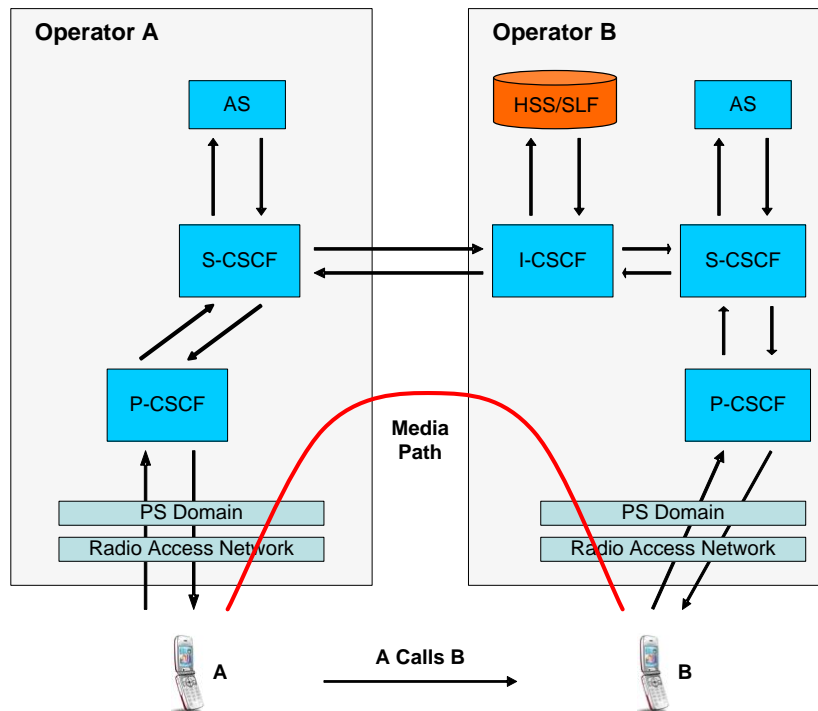 Operator A
AS
S-CSCF
P-CSCF
PS Domain
Radio Access Network
Operator B
HSS/SLF
AS
I-CSCF
S-CSCF
P-CSCF
PS Domain
Radio Access Network
Media
Path
A
A Calls B
B